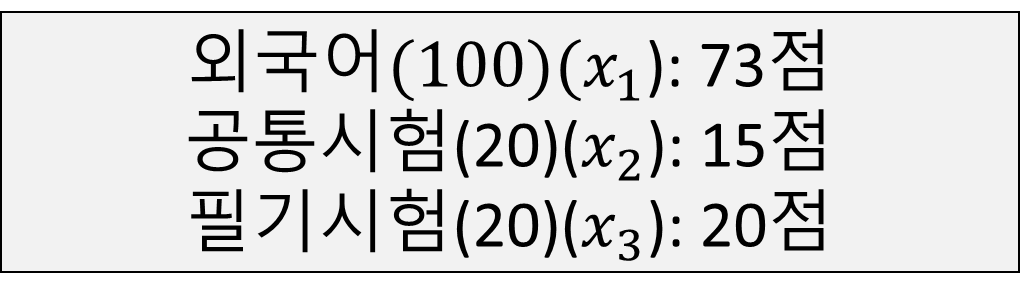 외국어(100)(x₁): 73점
공통시험(20)(x₂): 15점
필기시험(20)(x₃): 20점